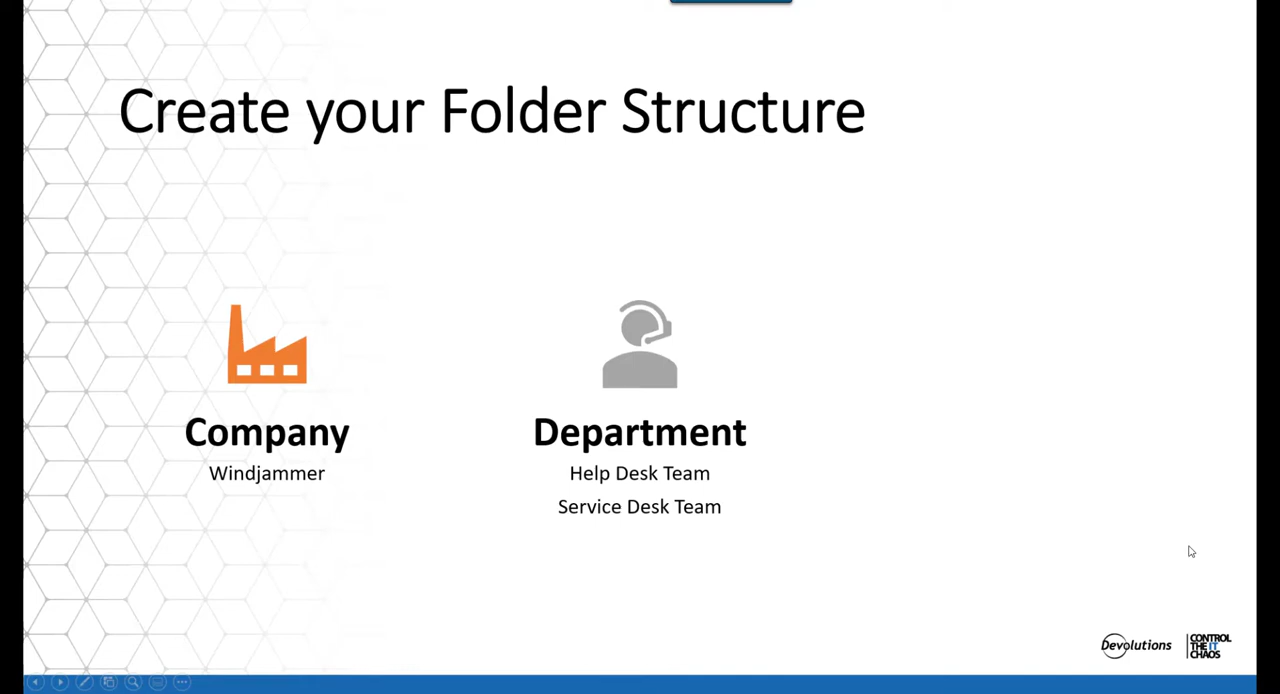 Create your Folder Structure
Company
Windjammer
Department
Help Desk Team
Service Desk Team
Devolutions
CONTROL
THE IT
CHAOS